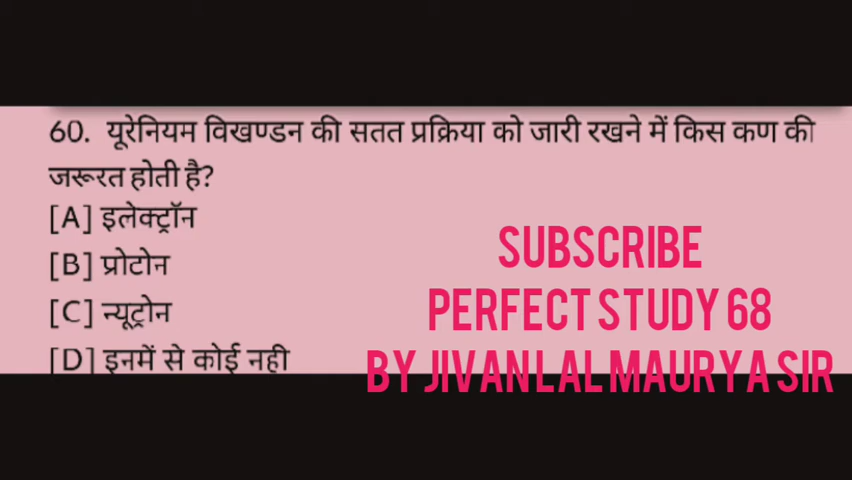 60. यूरेनियम विखण्डन की सतत प्रक्रिया को जारी रखने में किस कण की
जरूरत होती है?
[A] इलेक्ट्रॉन
[B] प्रोटोन
[C] न्यूट्रोन
[D] इनमें से कोई नही
SUBSCRIBE
PERFECT STUDY 68
BY JIVAN LAL MAURYA SIR